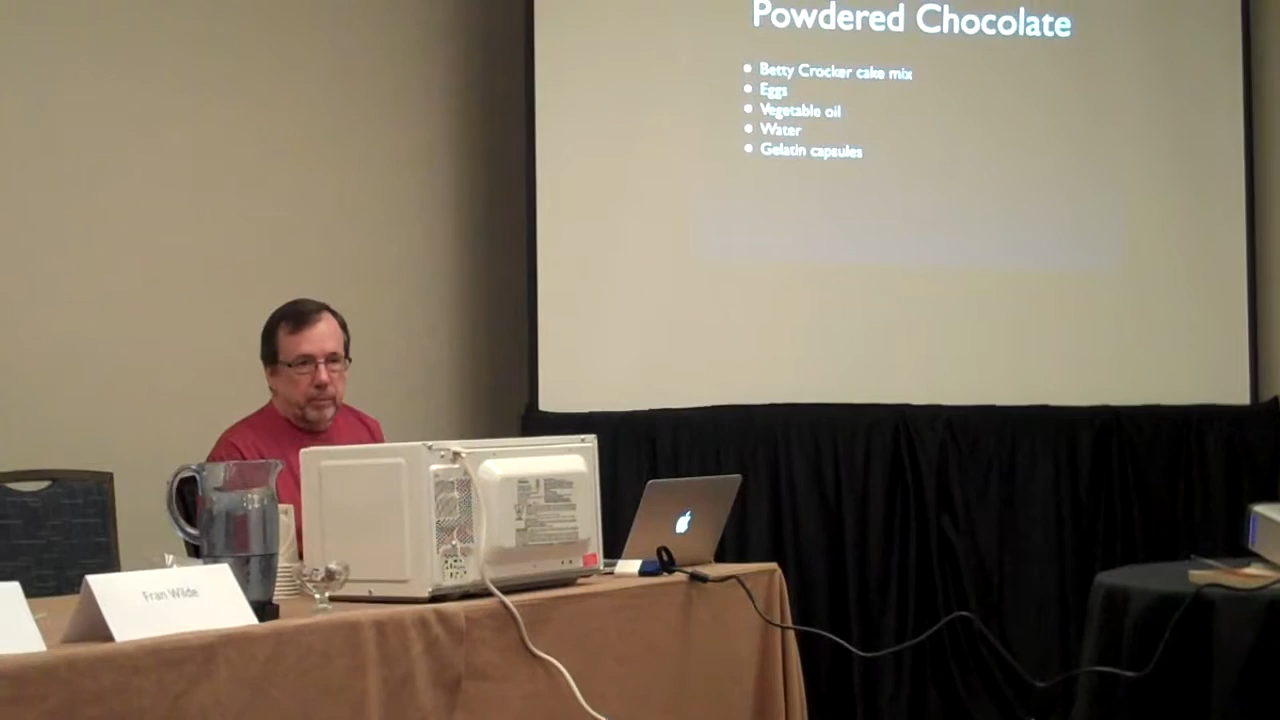 Powdered Chocolate
• Betty Crocker cake mix
• Eggs
• Vegetable oil
• Water
• Gelatin capsules
Fran Wilde